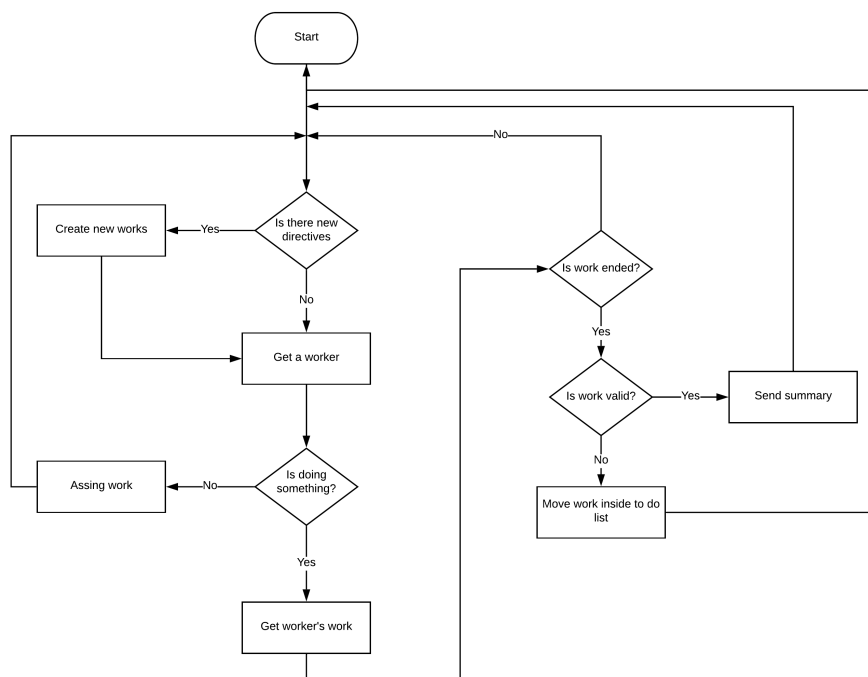 Start
No
Is there new
directives
Yes
Create new works
Is work ended?
No
Yes
Get a worker
Is work valid?
Yes
Send summary
No
Is doing
something?
No
Assing work
Move work inside to do
list
Yes
Get worker's work